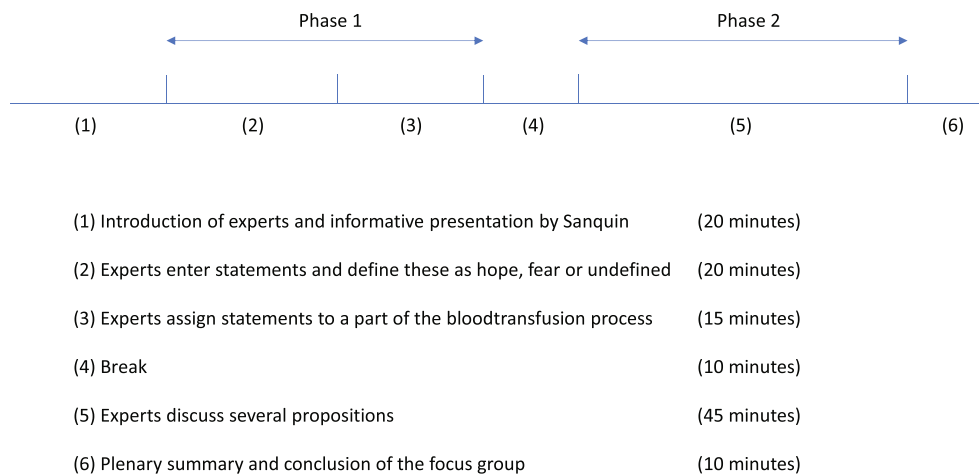 Phase 1 Phase 2
(1) (2) (3) (4) (5) (6)
(1) Introduction of experts and informative presentation by Sanquin (20 minutes)
(2) Experts enter statements and define these as hope, fear or undefined (20 minutes)
(3) Experts assign statements to a part of the bloodtransfusion process (15 minutes)
(4) Break (10 minutes)
(5) Experts discuss several propositions (45 minutes)
(6) Plenary summary and conclusion of the focus group (10 minutes)